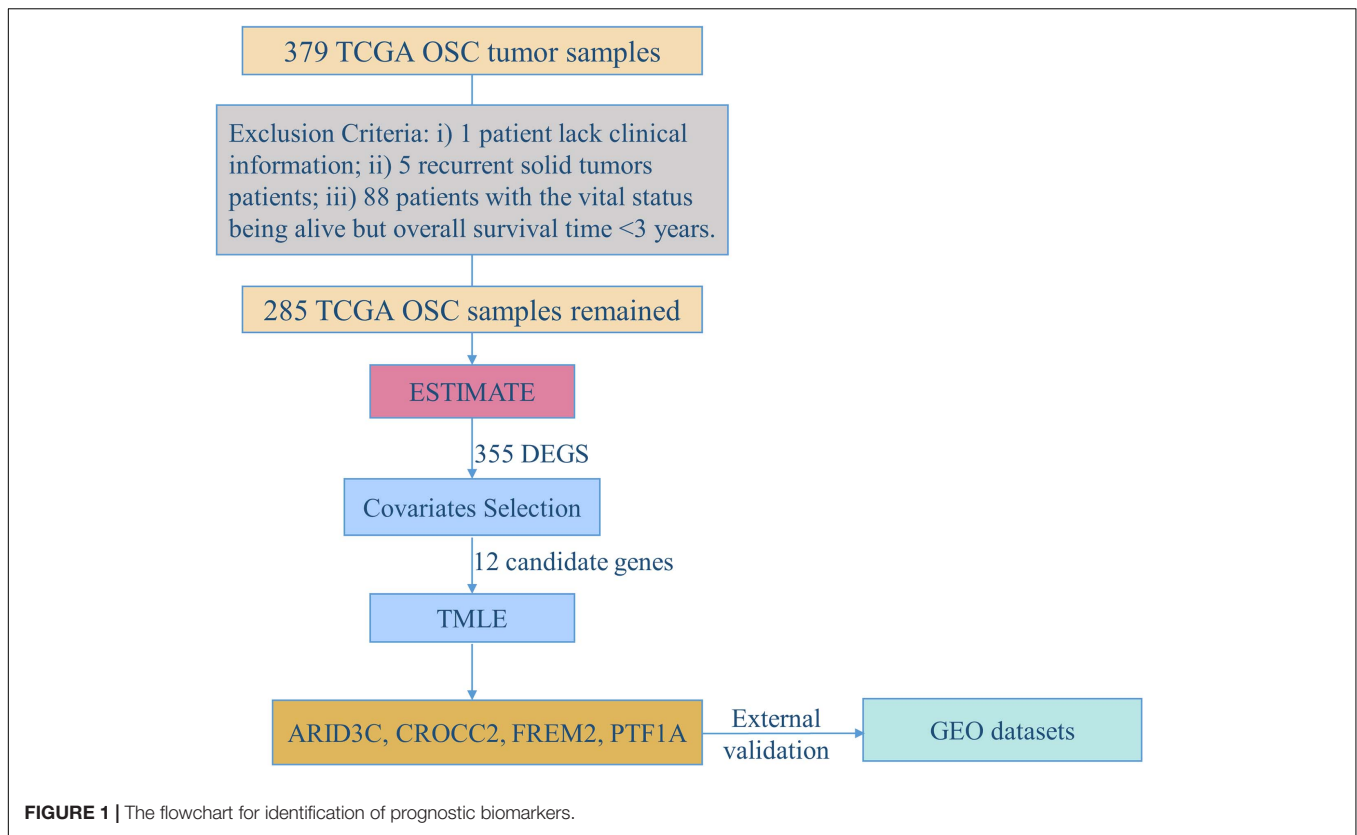 379 TCGA OSC tumor samples
Exclusion Criteria: i) 1 patient lack clinical
information; ii) 5 recurrent solid tumors
patients; iii) 88 patients with the vital status
being alive but overall survival time <3 years.
285 TCGA OSC samples remained
ESTIMATE
355 DEGS
Covariates Selection
12 candidate genes
TMLE
ARID3C, CROCC2, FREM2, PTF1A
External
validation
GEO datasets
FIGURE 1 | The flowchart for identification of prognostic biomarkers.